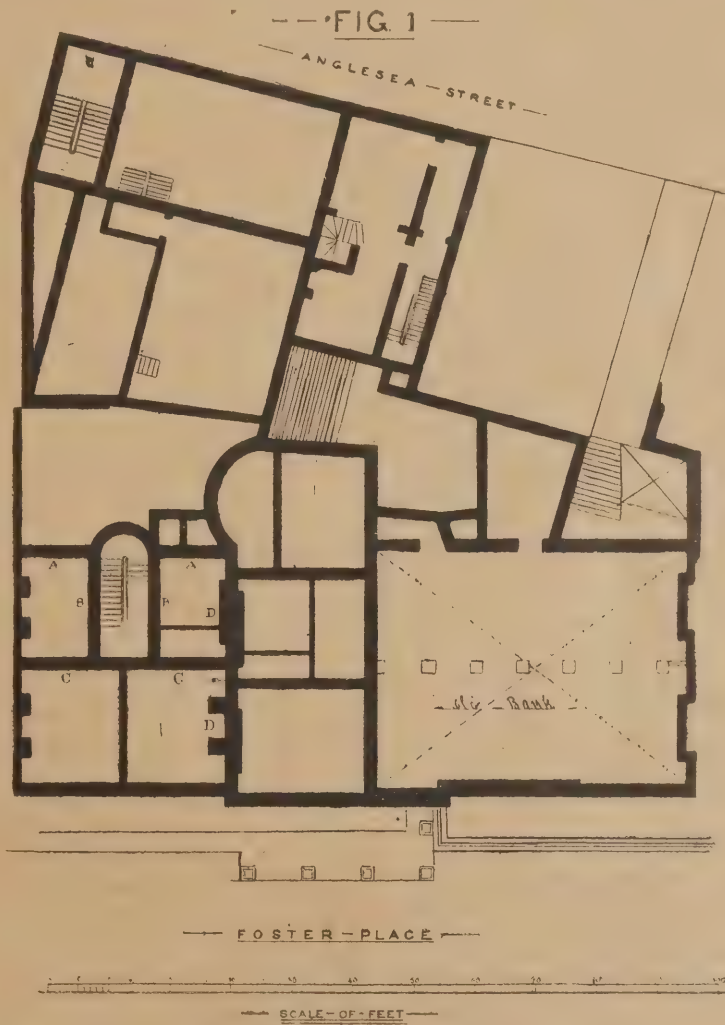 FIG. 1
ANGLESEA — STREET
A
A
B
B
D
C
C
D
Bank
FOSTER — PLACE
SCALE — OF — FEET